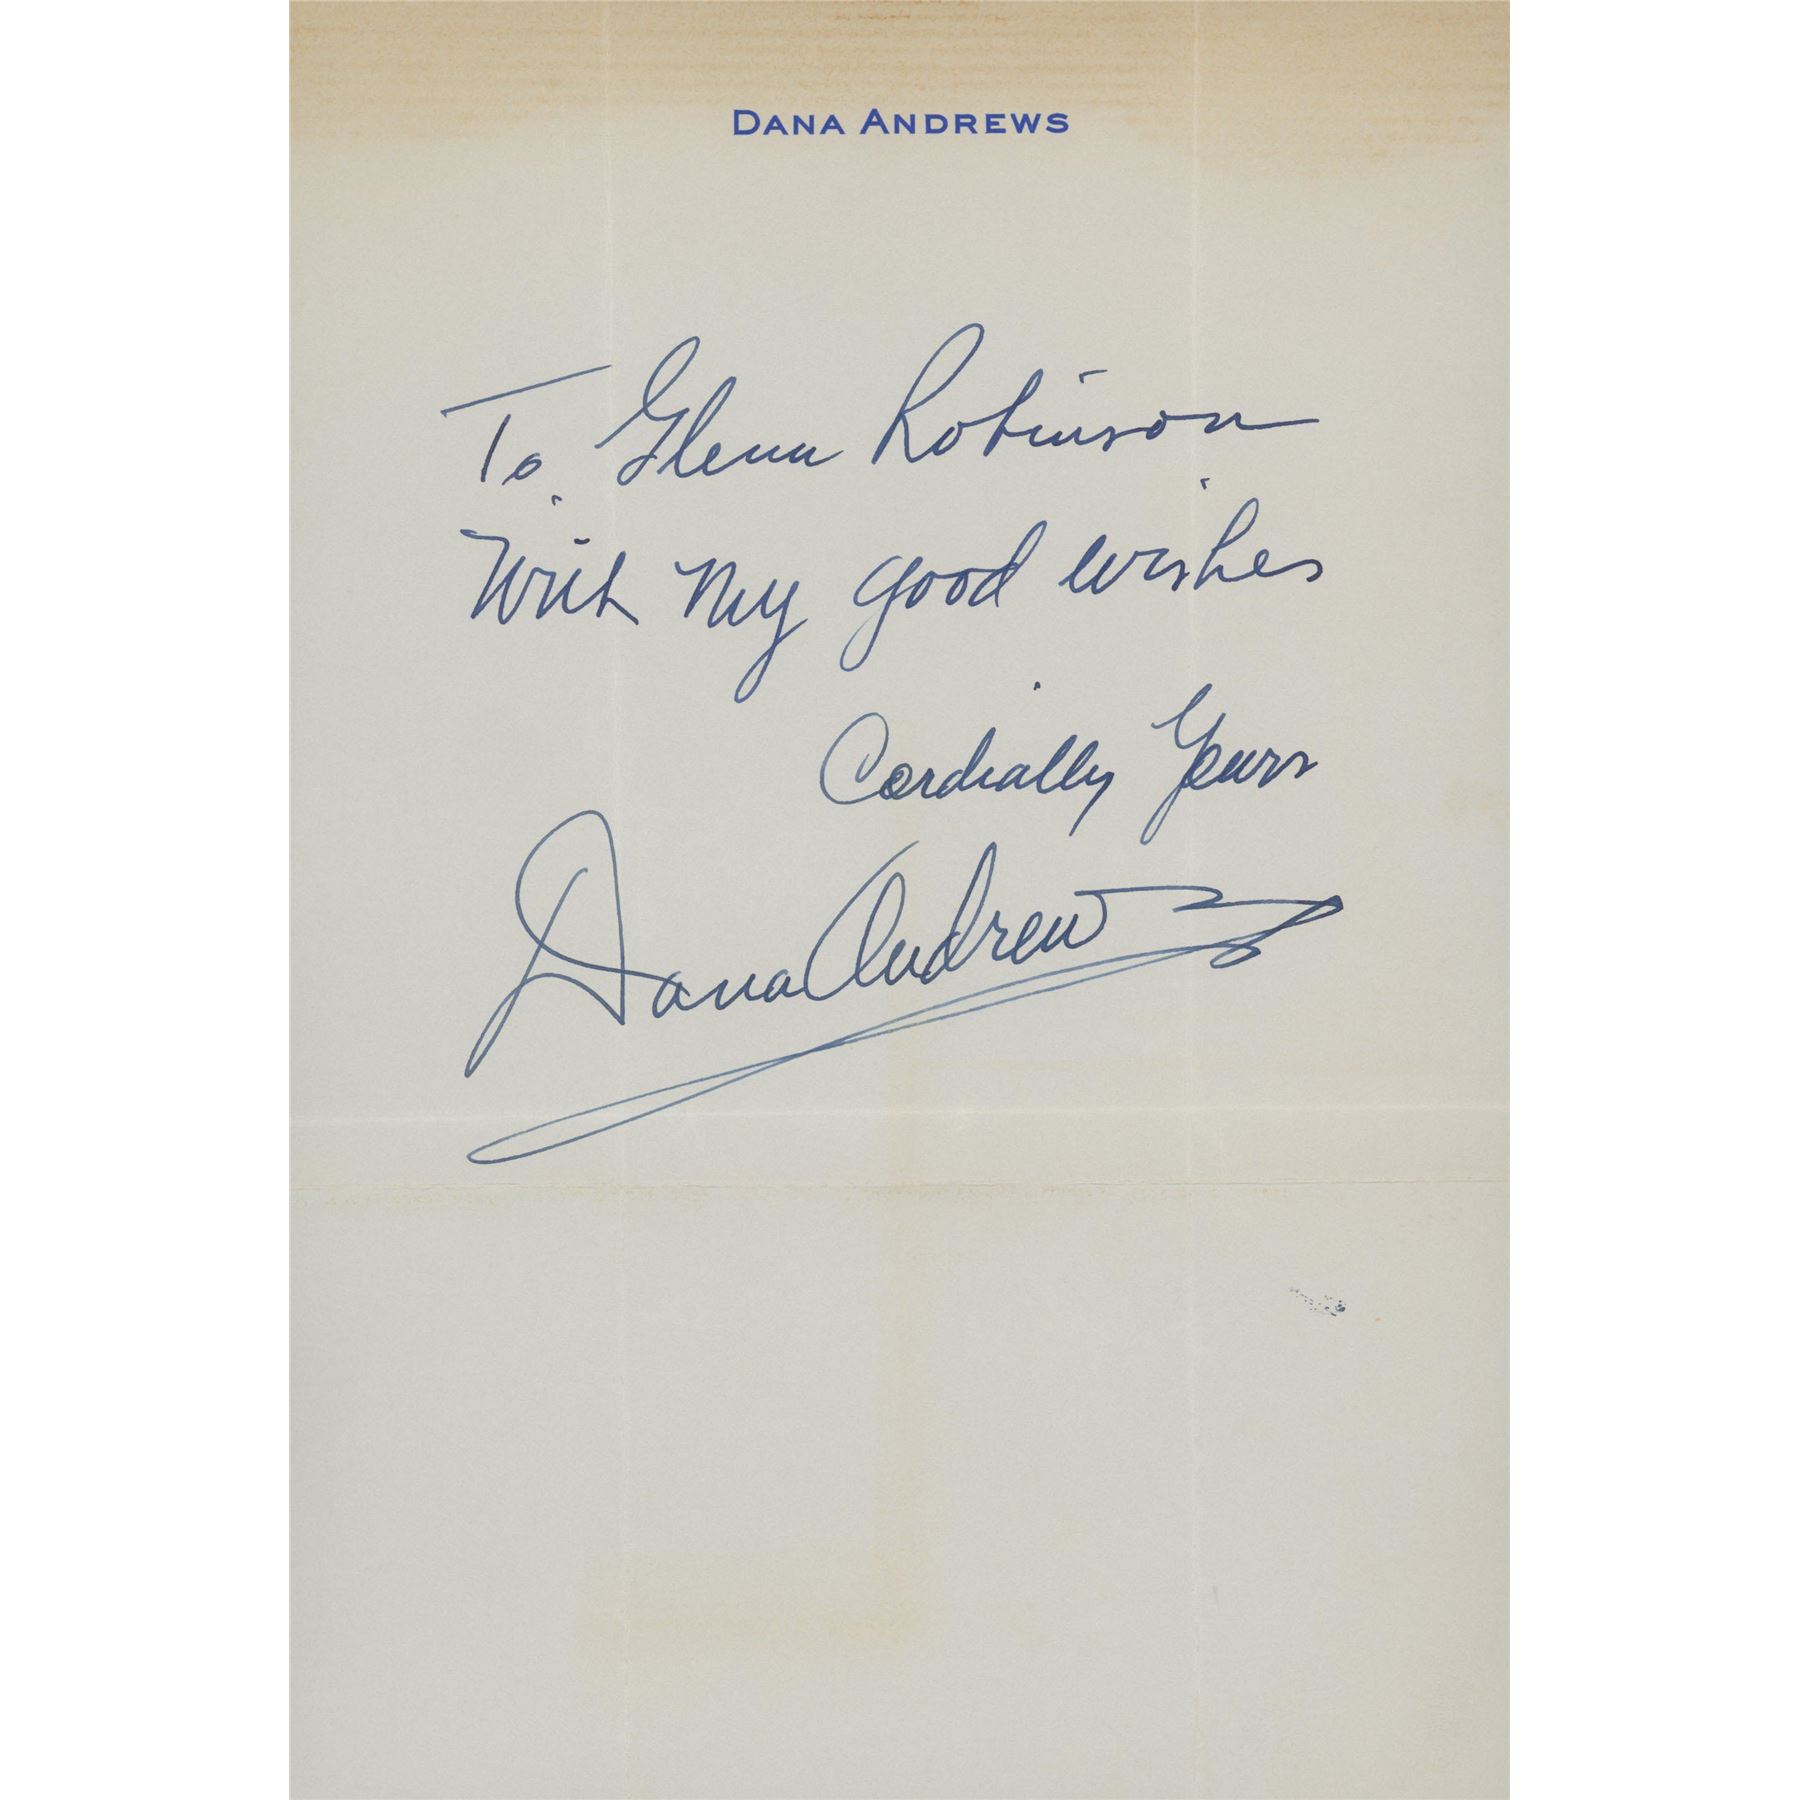 DANA ANDREWS
To Glenn Robinson
With My good wishes
Cordially Yours
Dana Andrews